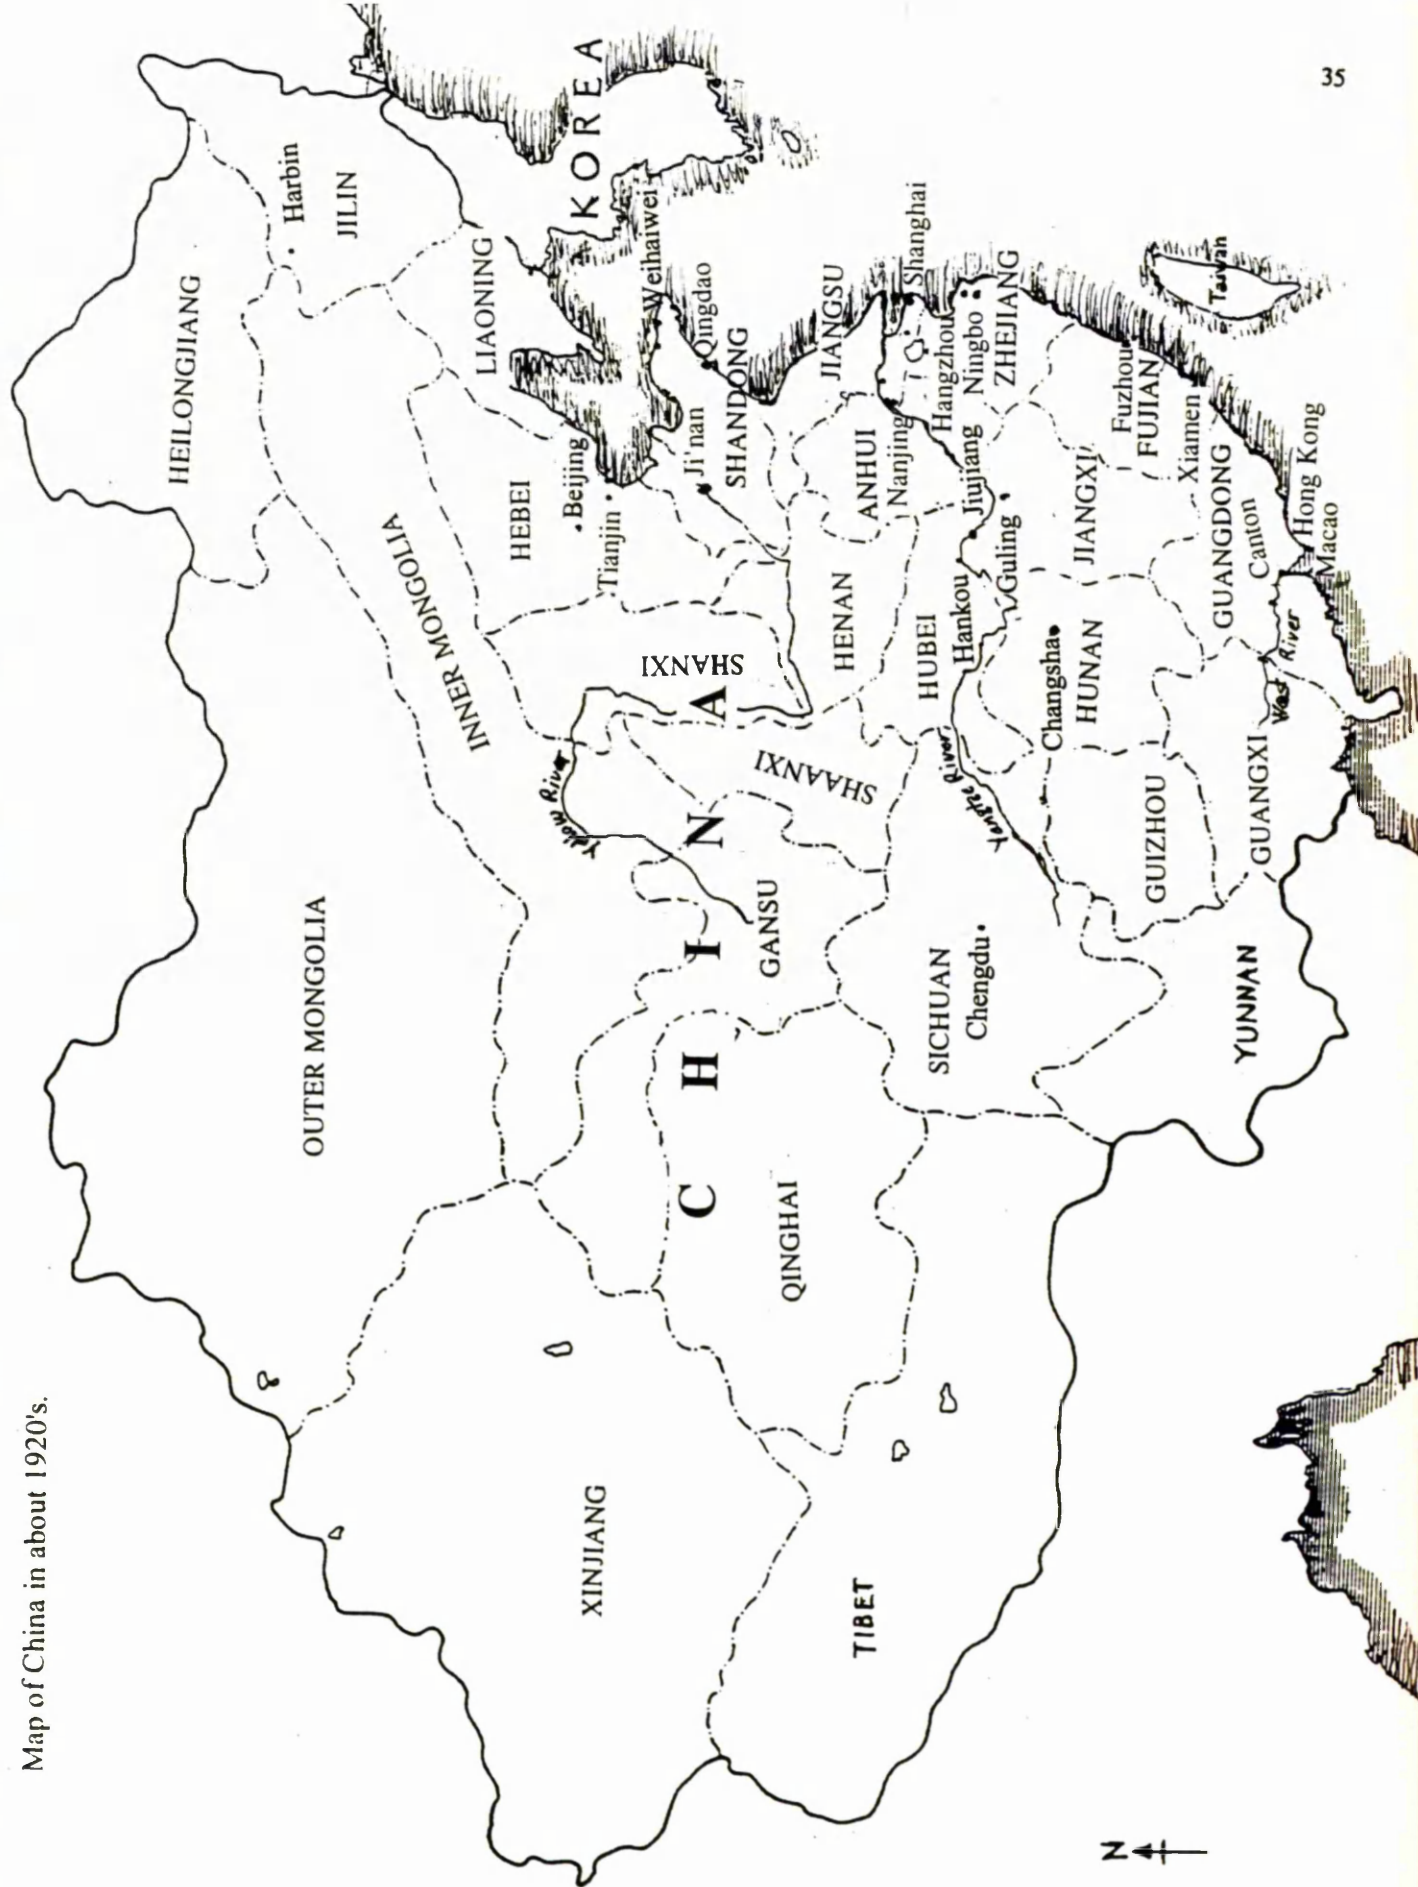 Map of China in about 1920's.
35
HEILONGJIANG
Harbin
JILIN
OUTER MONGOLIA
INNER MONGOLIA
LIAONING
KOREA
XINJIANG
HEBEI
Beijing
Tianjin
Weihaiwei
Yellow River
SHANXI
Ji'nan
Qingdao
SHANDONG
CHINA
GANSU
SHAANXI
QINGHAI
HENAN
JIANGSU
ANHUI
Nanjing
Shanghai
TIBET
SICHUAN
Chengdu
HUBEI
Hankou
Yangtze River
Jiujiang
Guling
Hangzhou
Ningbo
ZHEJIANG
Changsha
HUNAN
JIANGXI
Fuzhou
FUJIAN
Xiamen
Taiwan
GUIZHOU
YUNNAN
GUANGXI
West River
GUANGDONG
Canton
Hong Kong
Macao
N